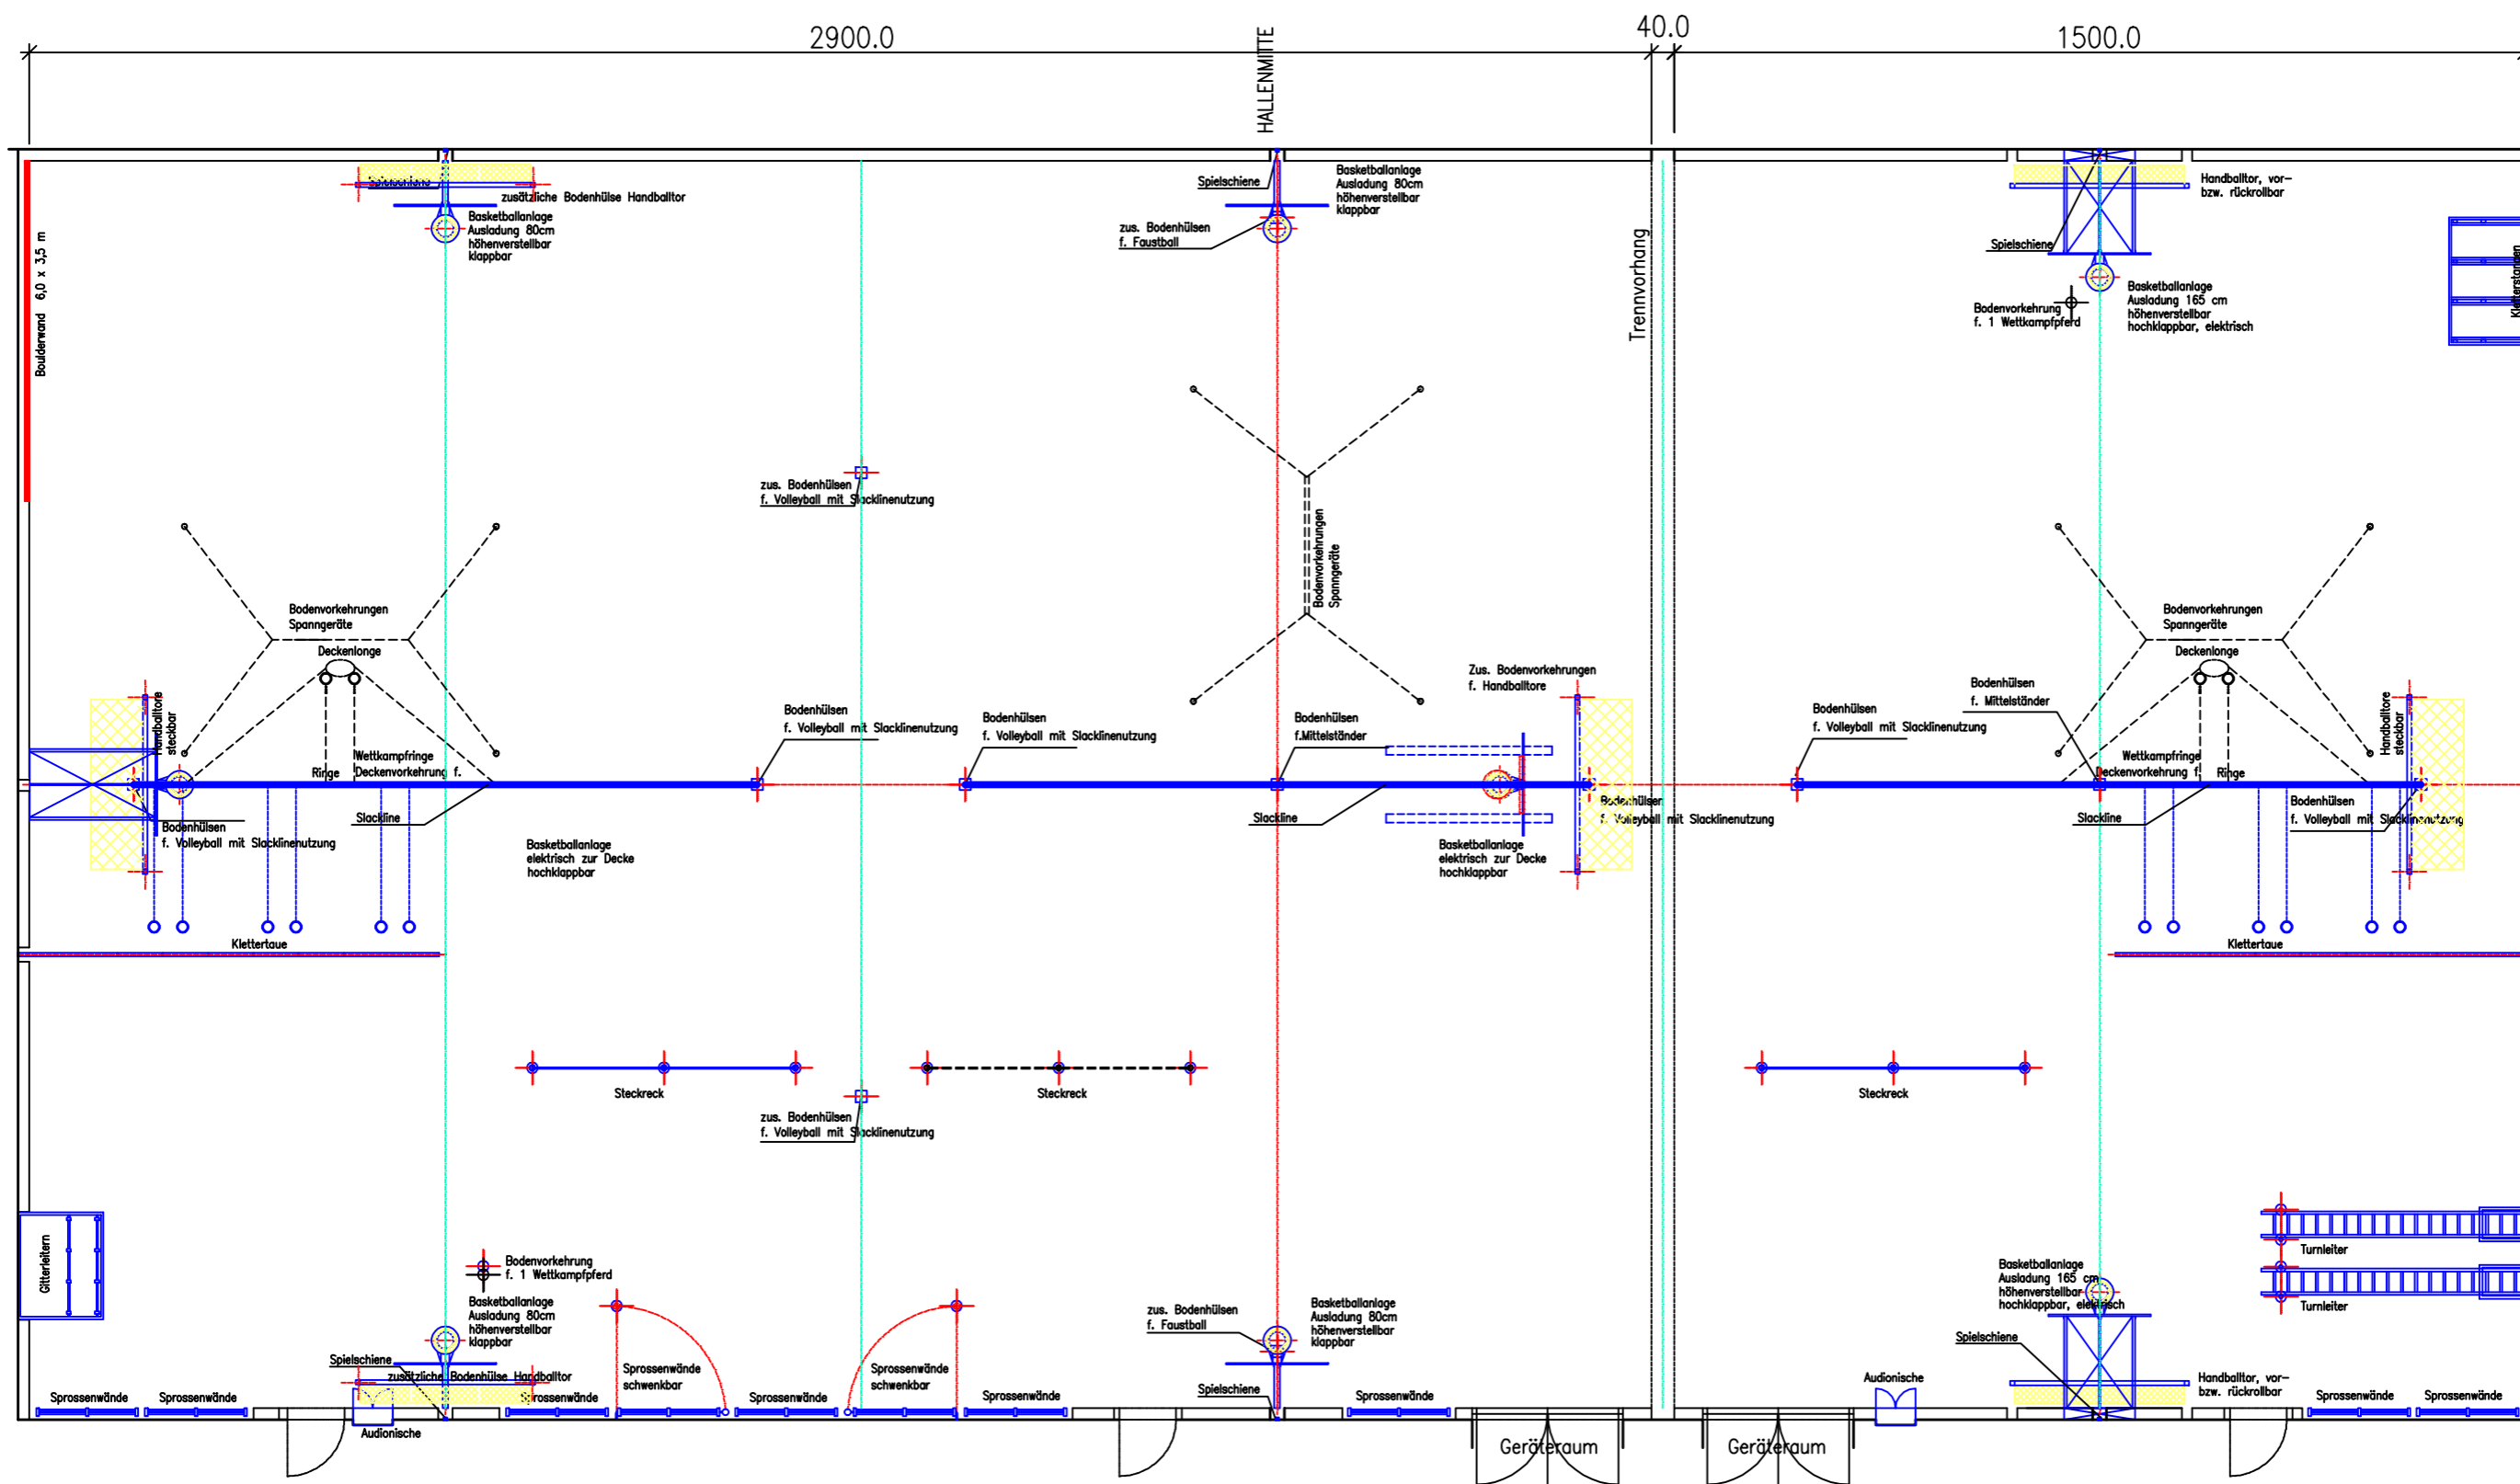 2900.0
40.0
1500.0
HALLENMITTE
Boulderwand 6,0 x 3,5 m
Spielschiene
zusätzliche Bodenhülse Handballtor
Basketballanlage
Ausladung 80cm
höhenverstellbar
klappbar
Spielschiene
zus. Bodenhülsen
f. Faustball
Basketballanlage
Ausladung 80cm
höhenverstellbar
klappbar
Trennvorhang
Handballtor, vor-
bzw. rückrollbar
Spielschiene
Bodenvorkehrung
f. 1 Wettkampfpferd
Basketballanlage
Ausladung 165 cm
höhenverstellbar
hochklappbar, elektrisch
Kletterstangen
zus. Bodenhülsen
f. Volleyball mit Slacklinenutzung
Bodenvorkehrungen
Spanngeräte
Bodenvorkehrungen
Spanngeräte
Deckenlonge
Handballtore
steckbar
Wettkampfringe
Ringe
Deckenvorkehrung f.
Slackline
Bodenhülsen
f. Volleyball mit Slacklinenutzung
Bodenhülsen
f. Volleyball mit Slacklinenutzung
Bodenhülsen
f. Volleyball mit Slacklinenutzung
Bodenhülsen
f.Mittelständer
Zus. Bodenvorkehrungen
f. Handballtore
Slackline
Bodenhülsen
f. Volleyball mit Slacklinenutzung
Basketballanlage
elektrisch zur Decke
hochklappbar
Basketballanlage
elektrisch zur Decke
hochklappbar
Bodenhülsen
f. Volleyball mit Slacklinenutzung
Bodenhülsen
f. Mittelständer
Bodenvorkehrungen
Spanngeräte
Deckenlonge
Wettkampfringe
Deckenvorkehrung f.
Ringe
Handballtore
steckbar
Slackline
Bodenhülsen
f. Volleyball mit Slacklinenutzung
Klettertaue
Klettertaue
Steckreck
Steckreck
Steckreck
zus. Bodenhülsen
f. Volleyball mit Slacklinenutzung
Gitterleitern
Bodenvorkehrung
f. 1 Wettkampfpferd
Basketballanlage
Ausladung 80cm
höhenverstellbar
klappbar
Spielschiene
zusätzliche Bodenhülse Handballtor
zus. Bodenhülsen
f. Faustball
Basketballanlage
Ausladung 80cm
höhenverstellbar
klappbar
Spielschiene
Turnleiter
Turnleiter
Basketballanlage
Ausladung 165 cm
höhenverstellbar
hochklappbar, elektrisch
Spielschiene
Handballtor, vor-
bzw. rückrollbar
Sprossenwände
Sprossenwände
Sprossenwände
Sprossenwände
schwenkbar
Sprossenwände
Sprossenwände
schwenkbar
Sprossenwände
Sprossenwände
Sprossenwände
Sprossenwände
Audionische
Audionische
Geräteraum
Geräteraum